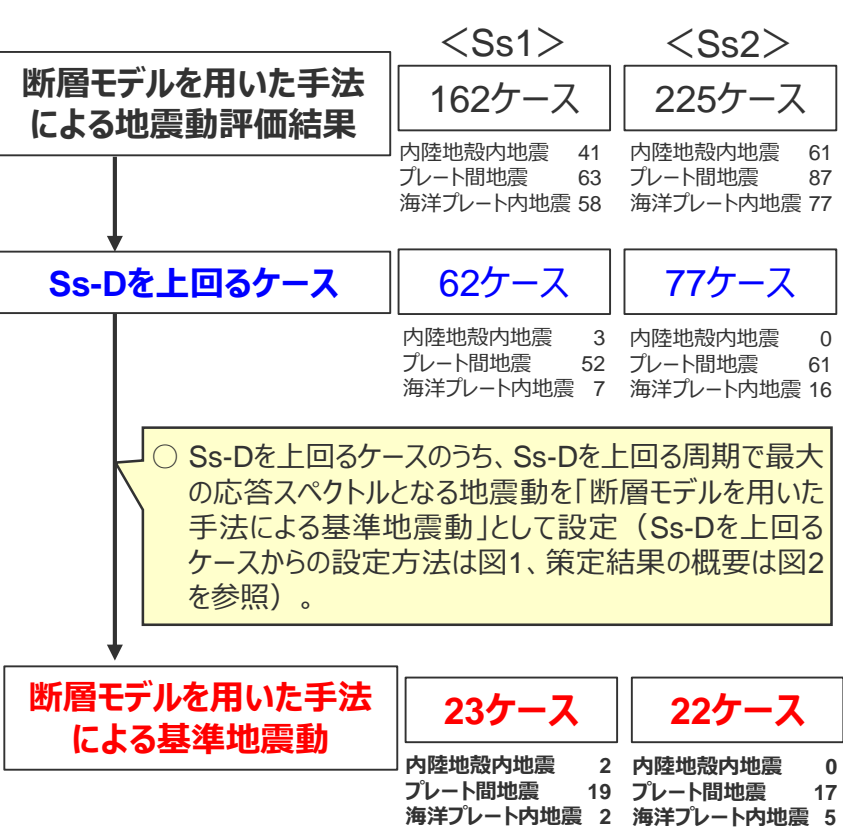 ＜Ss1＞ ＜Ss2＞
断層モデルを用いた手法
による地震動評価結果
162ケース 225ケース
内陸地殻内地震 41 内陸地殻内地震 61
プレート間地震 63 プレート間地震 87
海洋プレート内地震 58 海洋プレート内地震 77
Ss-Dを上回るケース 62ケース 77ケース
内陸地殻内地震 3 内陸地殻内地震 0
プレート間地震 52 プレート間地震 61
海洋プレート内地震 7 海洋プレート内地震 16
○ Ss-Dを上回るケースのうち、Ss-Dを上回る周期で最大
の応答スペクトルとなる地震動を「断層モデルを用いた
手法による基準地震動」として設定（Ss-Dを上回る
ケースからの設定方法は図1、策定結果の概要は図2
を参照）。
断層モデルを用いた手法
による基準地震動
23ケース 22ケース
内陸地殻内地震 2 内陸地殻内地震 0
プレート間地震 19 プレート間地震 17
海洋プレート内地震 2 海洋プレート内地震 5